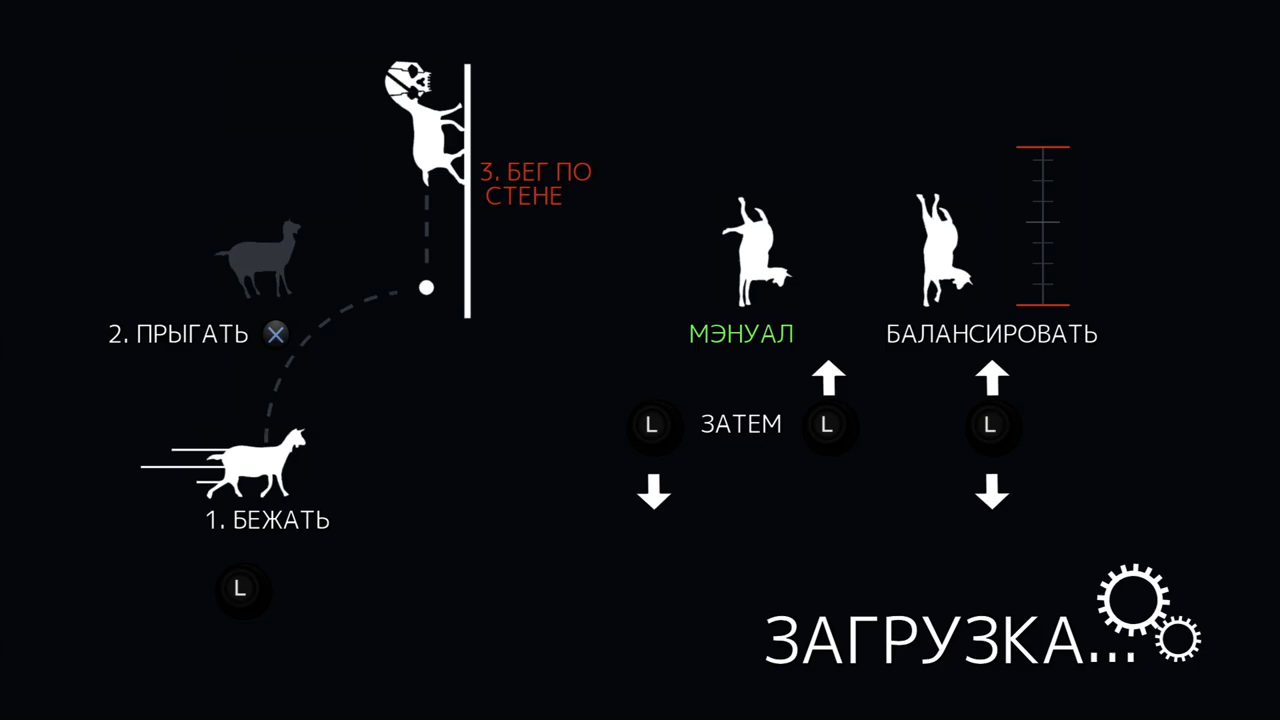 3. БЕГ ПО
СТЕНЕ
2. ПРЫГАТЬ
МЭНУАЛ
БАЛАНСИРОВАТЬ
L ЗАТЕМ L
L
1. БЕЖАТЬ
L
ЗАГРУЗКА...